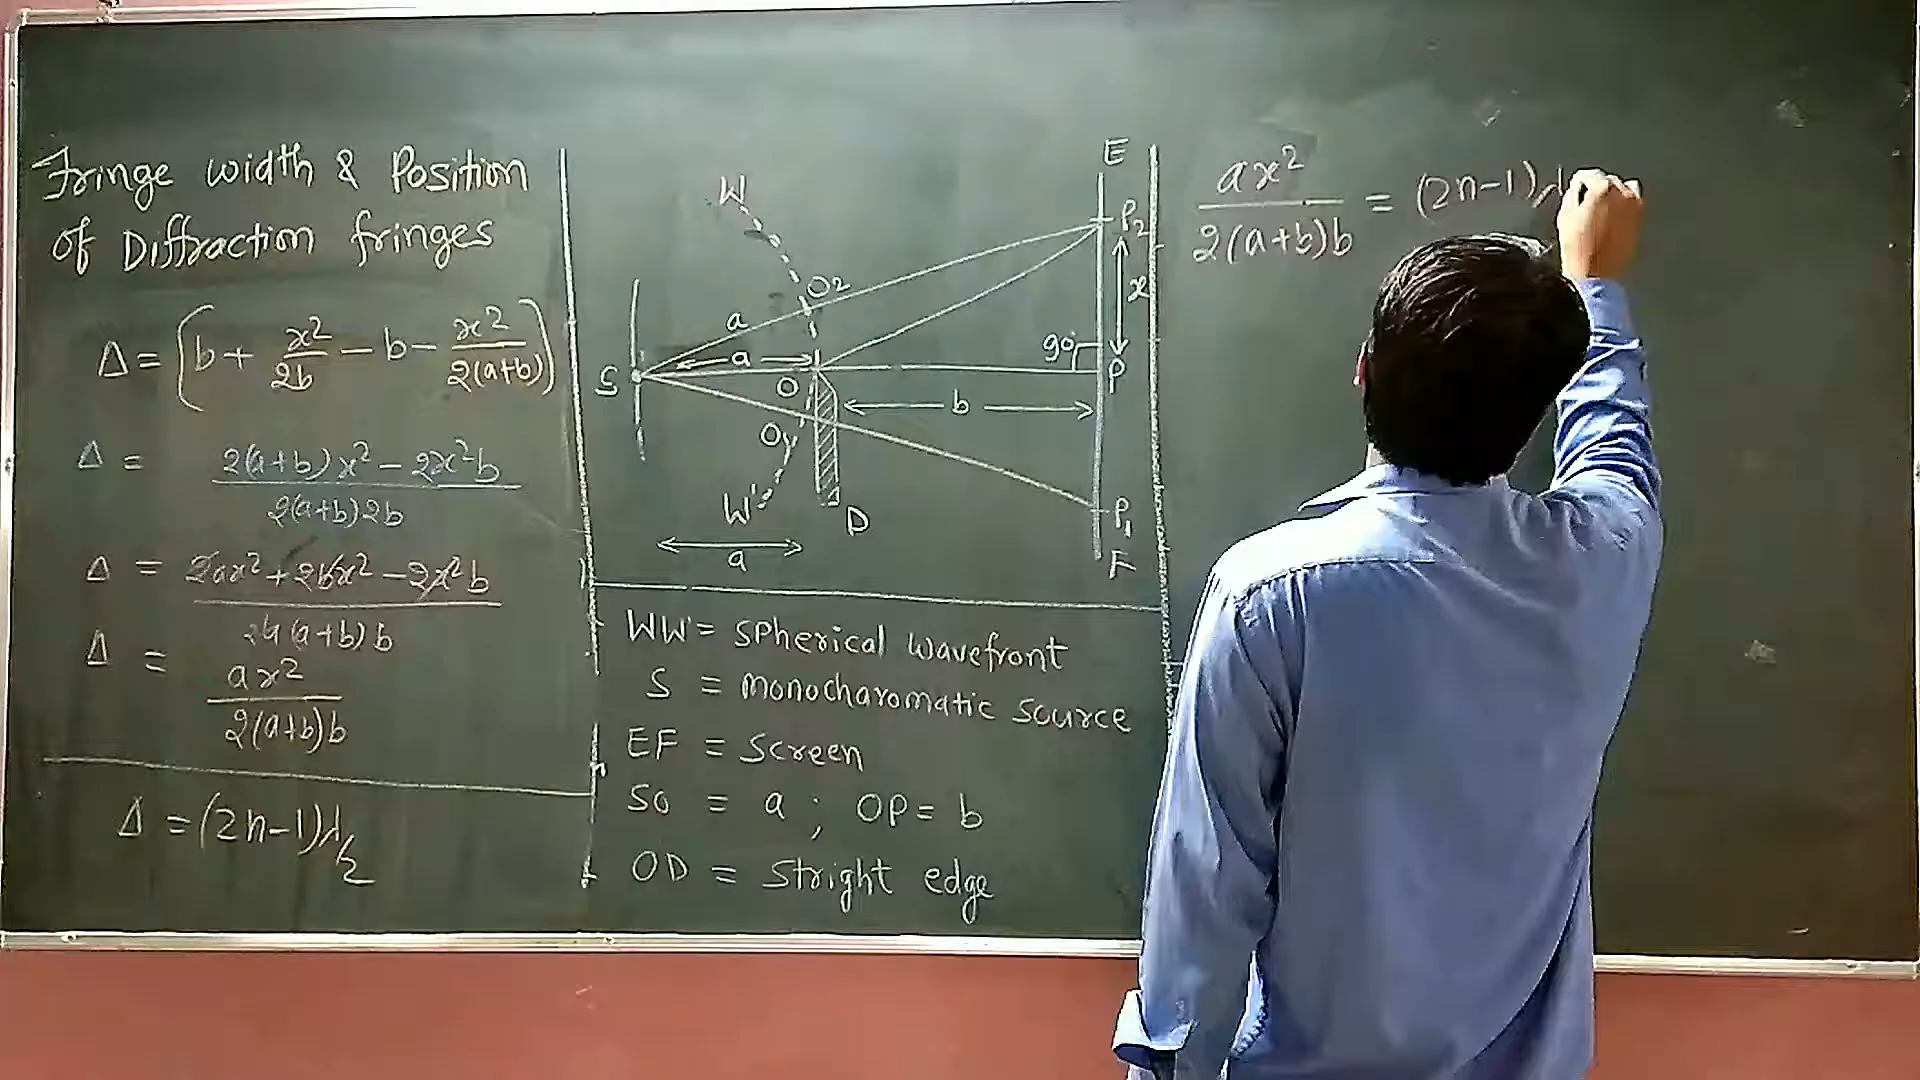 Fringe width & Position
of Diffraction fringes
Δ = [b + x²/2b - b - x²/2(a+b)]
Δ = 2(a+b)x² - 2x²b / 2(a+b)2b
Δ = 2ax² + 2bx² - 2x²b / 24(a+b)b
Δ = ax² / 2(a+b)b
Δ = (2n-1)λ/2
W
E
P₂
O₂
x
a
a
90°
S
O
P
b
O₁
W'
D
P₁
a
F
WW' = Spherical wavefront
S = monocharomatic source
EF = Screen
SO = a ; OP = b
OD = Stright edge
ax² / 2(a+b)b = (2n-1)λ